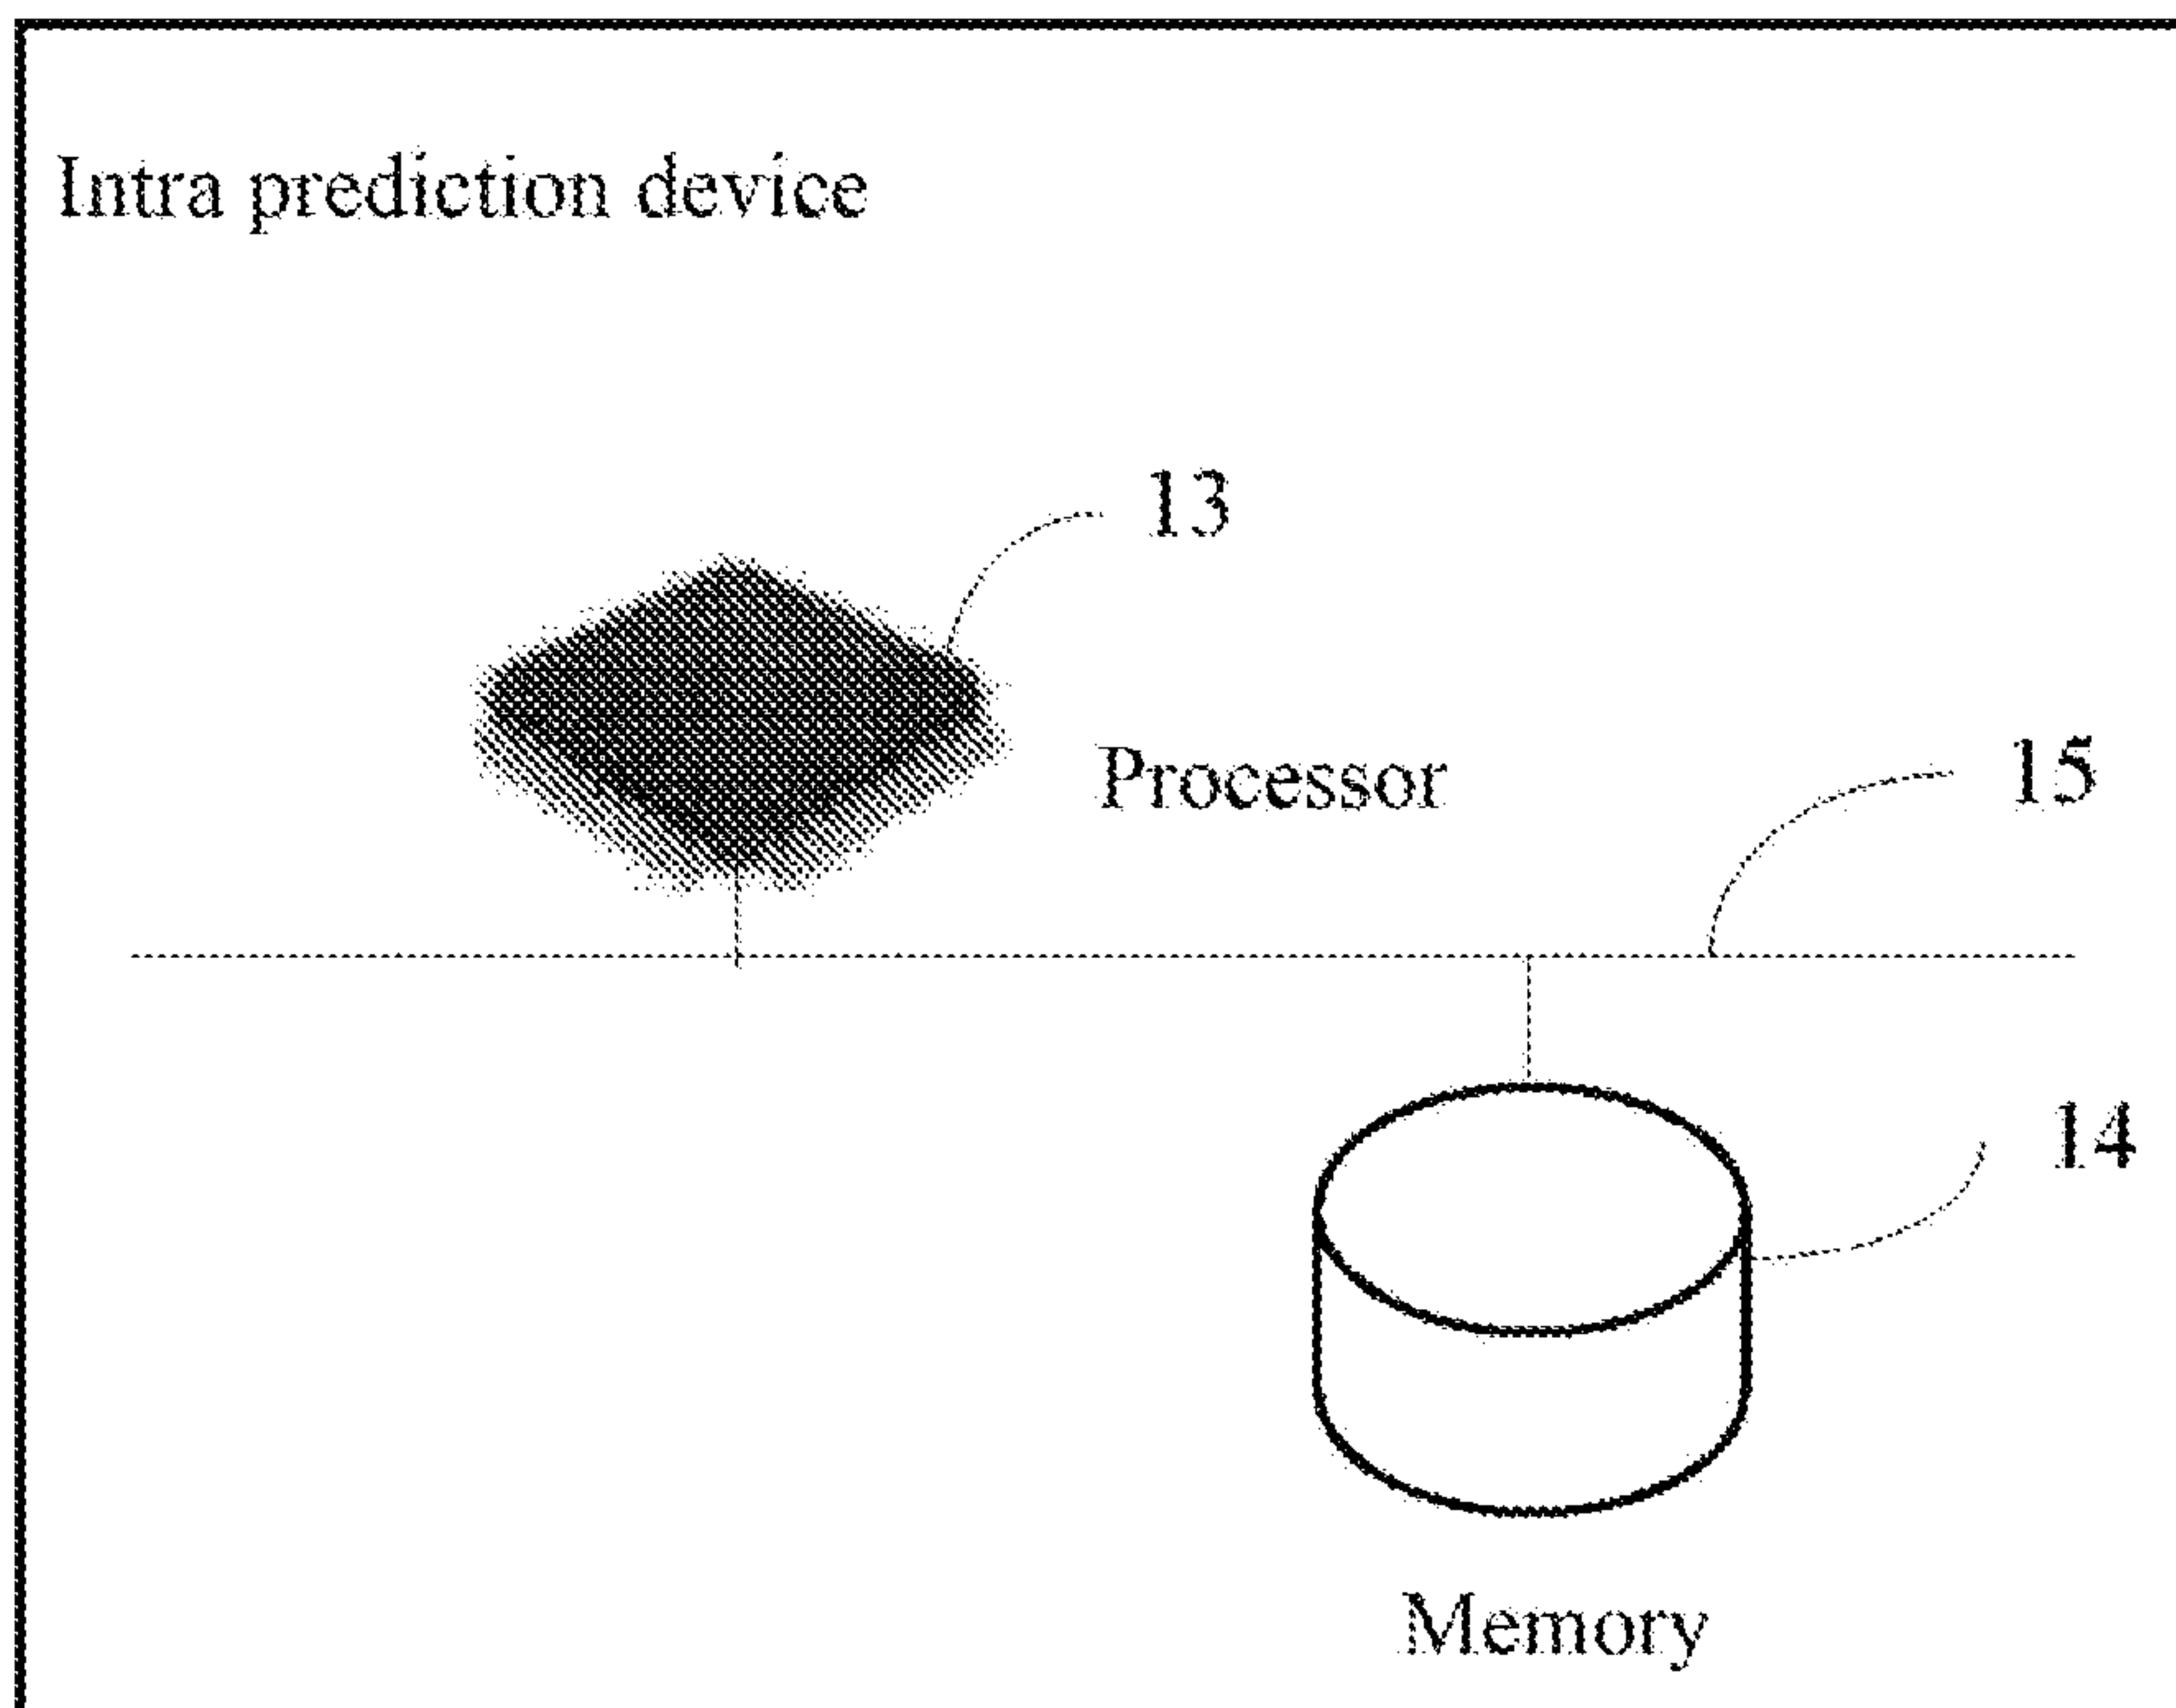 Intra prediction device
13
Processor
15
14
Memory